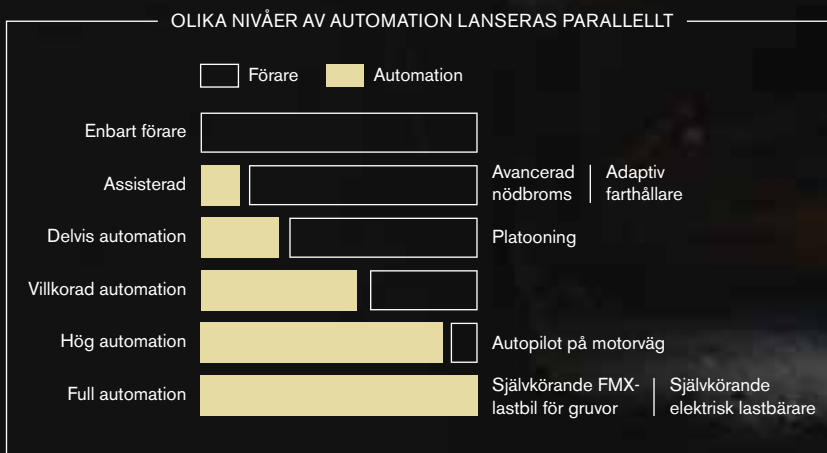 OLIKA NIVÅER AV AUTOMATION LANSERAS PARALLELLT
Förare
Automation
Enbart förare
Assisterad
Avancerad
nödbroms
Adaptiv
farthållare
Delvis automation
Platooning
Villkorad automation
Hög automation
Autopilot på motorväg
Full automation
Självkörande FMX-
lastbil för gruvor
Självkörande
elektrisk lastbärare